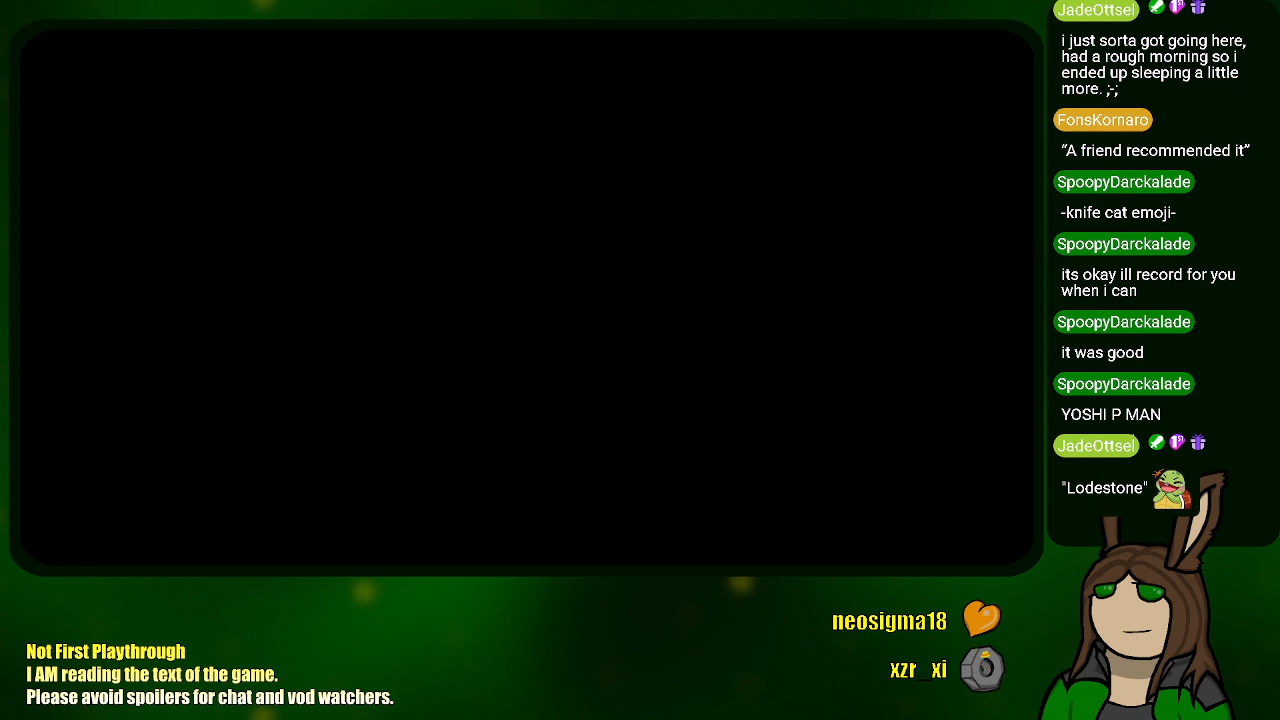 JadeOttsel
i just sorta got going here,
had a rough morning so i
ended up sleeping a little
more. ;-;
FonsKornaro
“A friend recommended it”
SpoopyDarckalade
-knife cat emoji-
SpoopyDarckalade
its okay ill record for you
when i can
SpoopyDarckalade
it was good
SpoopyDarckalade
YOSHI P MAN
JadeOttsel
"Lodestone"
neosigma18
xzr_xi
Not First Playthrough
I AM reading the text of the game.
Please avoid spoilers for chat and vod watchers.